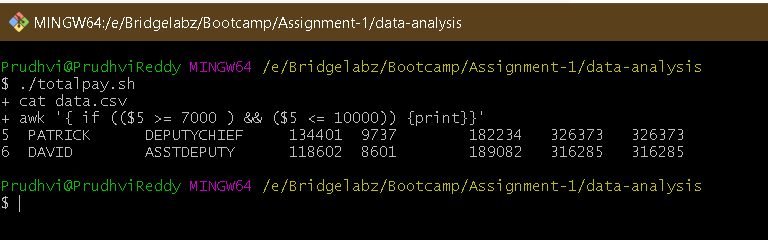 MINGW64:/e/Bridgelabz/Bootcamp/Assignment-1/data-analysis
Prudhvi@PrudhviReddy MINGW64 /e/Bridgelabz/Bootcamp/Assignment-1/data-analysis
$ ./totalpay.sh
+ cat data.csv
+ awk '{ if (($5 >= 7000 ) && ($5 <= 10000)) {print}}'
5 PATRICK DEPUTYCHIEF 134401 9737 182234 326373 326373
6 DAVID ASSTDEPUTY 118602 8601 189082 316285 316285
Prudhvi@PrudhviReddy MINGW64 /e/Bridgelabz/Bootcamp/Assignment-1/data-analysis
$